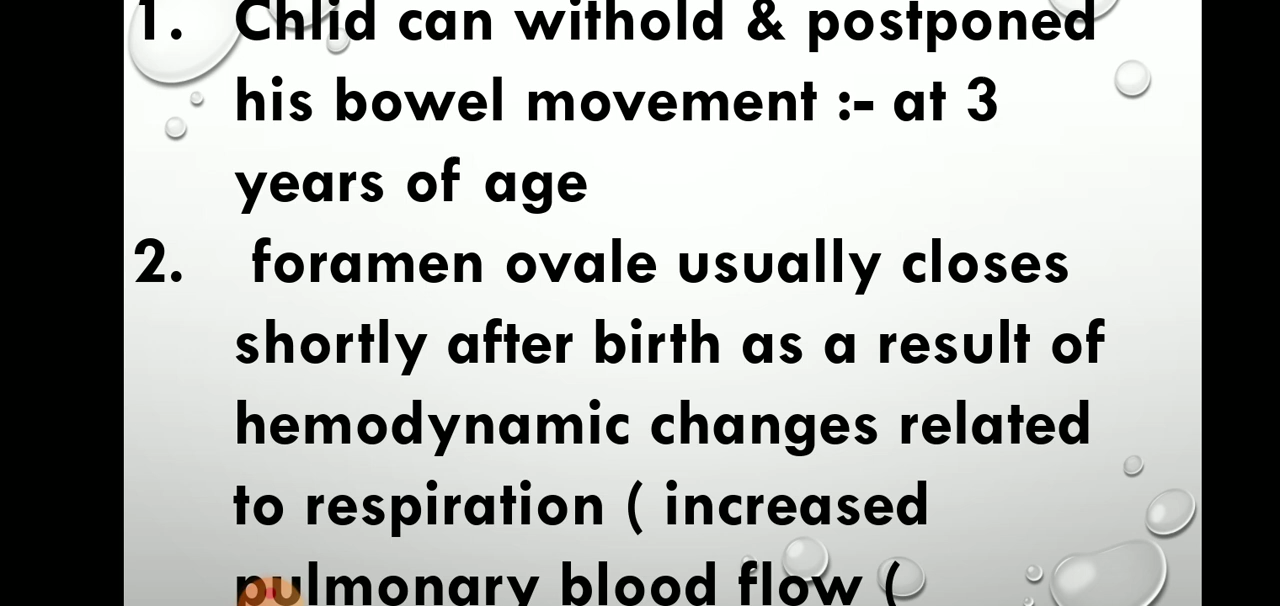 1. Chlid can withold & postponed
his bowel movement :- at 3
years of age
2. foramen ovale usually closes
shortly after birth as a result of
hemodynamic changes related
to respiration ( increased
pulmonary blood flow (